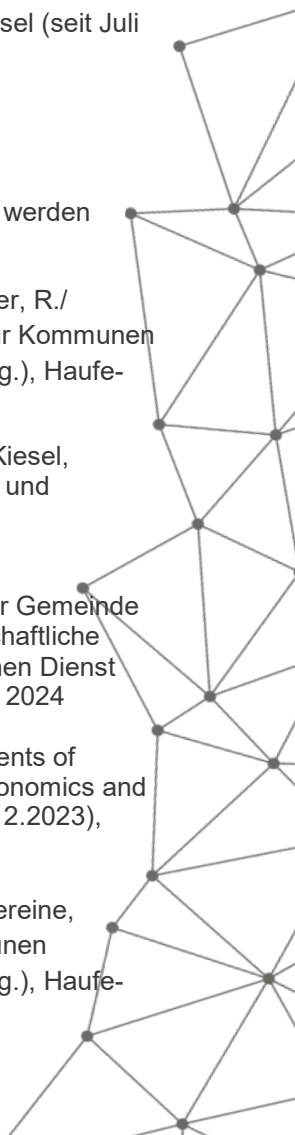 sel (seit Juli
werden
er, R./
r Kommunen
g.), Haufe-
Kiesel,
und
r Gemeinde
haftliche
nen Dienst
2024
ents of
onomics and
2.2023),
ereine,
unen
g.), Haufe-